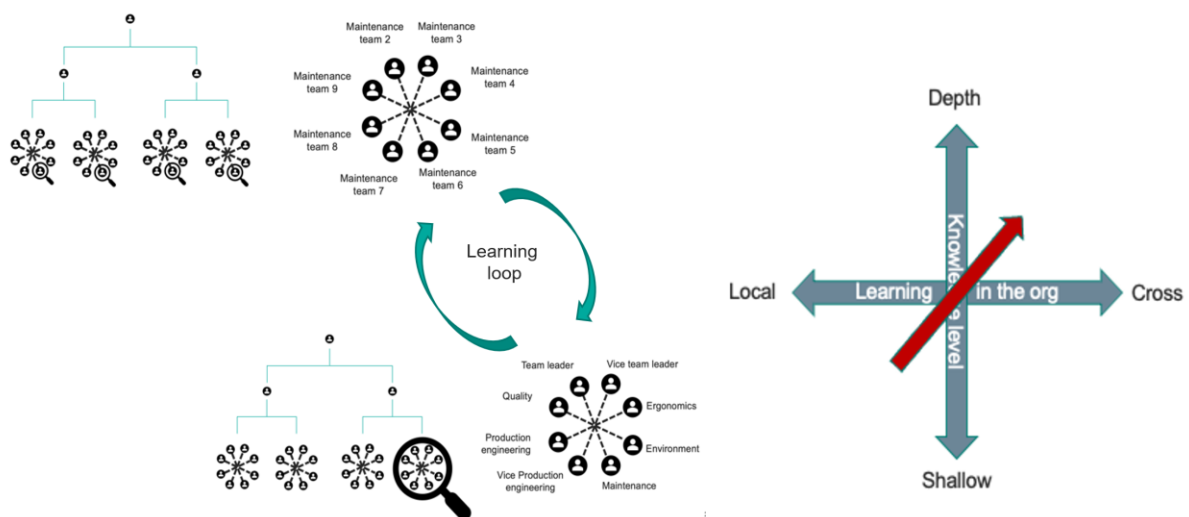 Maintenance
team 2
Maintenance
team 3
Maintenance
team 9
Maintenance
team 4
Maintenance
team 8
Maintenance
team 5
Maintenance
team 7
Maintenance
team 6
Learning
loop
Team leader
Vice team leader
Quality
Ergonomics
Production
engineering
Environment
Vice Production
engineering
Maintenance
Depth
Local
Learning
in the org
Cross
level
Shallow